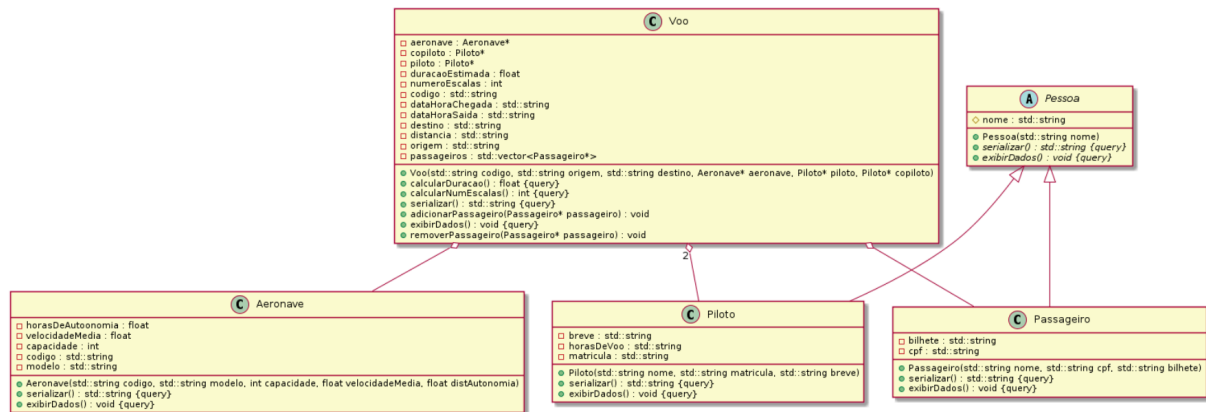 C Voo
aeronave : Aeronave*
copiloto : Piloto*
piloto : Piloto*
duracaoEstimada : float
numeroEscalas : int
codigo : std::string
dataHoraChegada : std::string
dataHoraSaida : std::string
destino : std::string
distancia : std::string
origem : std::string
passageiros : std::vector<Passageiro*>
Voo(std::string codigo, std::string origem, std::string destino, Aeronave* aeronave, Piloto* piloto, Piloto* copiloto)
calcularDuracao() : float {query}
calcularNumEscalas() : int {query}
serializar() : std::string {query}
adicionarPassageiro(Passageiro* passageiro) : void
exibirDados() : void {query}
removerPassageiro(Passageiro* passageiro) : void
A Pessoa
nome : std::string
Pessoa(std::string nome)
serializar() : std::string {query}
exibirDados() : void {query}
2
C Aeronave
horasDeAutoonomia : float
velocidadeMedia : float
capacidade : int
codigo : std::string
modelo : std::string
Aeronave(std::string codigo, std::string modelo, int capacidade, float velocidadeMedia, float distAutonomia)
serializar() : std::string {query}
exibirDados() : void {query}
C Piloto
breve : std::string
horasDeVoo : std::string
matricula : std::string
Piloto(std::string nome, std::string matricula, std::string breve)
serializar() : std::string {query}
exibirDados() : void {query}
C Passageiro
bilhete : std::string
cpf : std::string
Passageiro(std::string nome, std::string cpf, std::string bilhete)
serializar() : std::string {query}
exibirDados() : void {query}